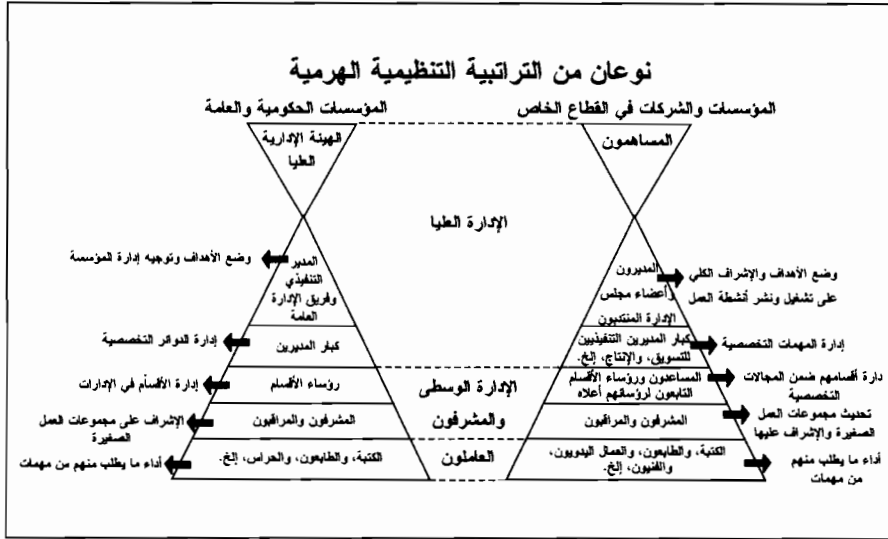 نوعان من التراتبية التنظيمية الهرمية
المؤسسات والشركات في القطاع الخاص
المساهمون
المديرون
وأعضاء مجلس
الإدارة المنتدبون
كبار المديرين التنفيذيين
للتسويق، والإنتاج، إلخ.
المساعدون ورؤساء الأقسام
التابعون لرؤسائهم أعلاه
المشرفون والمراقبون
الكتبة، والطابعون، والعمال اليدويون،
والفنيون، إلخ.
وضع الأهداف والإشراف الكلي
على تشغيل ونشر أنشطة العمل
إدارة المهمات التخصصية
دارة أقسامهم ضمن المجالات
التخصصية
تحديث مجموعات العمل
الصغيرة والإشراف عليها
أداء ما يطلب منهم
من مهمات
الإدارة العليا
الإدارة الوسطى
والمشرفون
العاملون
المؤسسات الحكومية والعامة
الهيئة الإدارية
العليا
المدير
التنفيذي
وفريق الإدارة
العامة
كبار المديرين
رؤساء الأقسام
المشرفون والمراقبون
الكتبة، والطابعون، والحراس، إلخ.
وضع الأهداف وتوجيه إدارة المؤسسة
إدارة الدوائر التخصصية
إدارة الأقسام في الإدارات
الإشراف على مجموعات العمل
الصغيرة
أداء ما يطلب منهم من مهمات